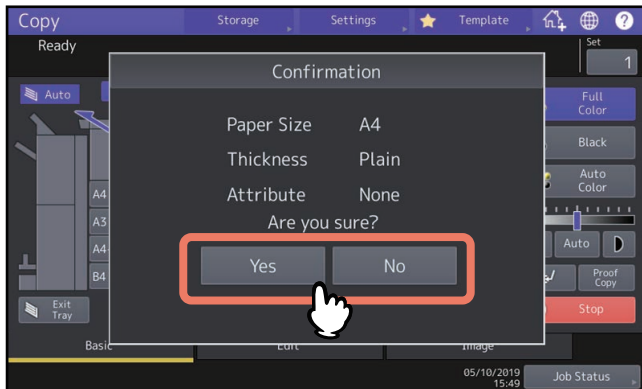 Copy
Storage
Settings
Template
?
Ready
Set
1
Auto
Confirmation
Paper Size A4
Thickness Plain
Attribute None
Are you sure?
Yes
No
A4
A3
A4
B4
Full
Color
Black
Auto
Color
Auto
Proof
Copy
Stop
Exit
Tray
Basic
Edit
Image
05/10/2019
15:49
Job Status